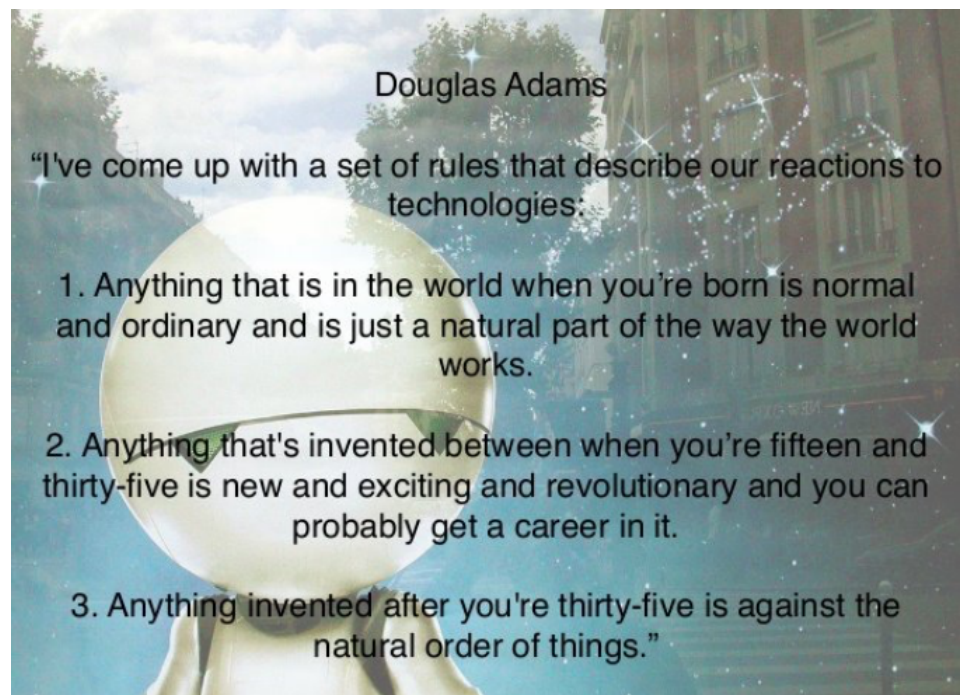 Douglas Adams
“I've come up with a set of rules that describe our reactions to
technologies:
1. Anything that is in the world when you’re born is normal
and ordinary and is just a natural part of the way the world
works.
2. Anything that's invented between when you’re fifteen and
thirty-five is new and exciting and revolutionary and you can
probably get a career in it.
3. Anything invented after you're thirty-five is against the
natural order of things.”